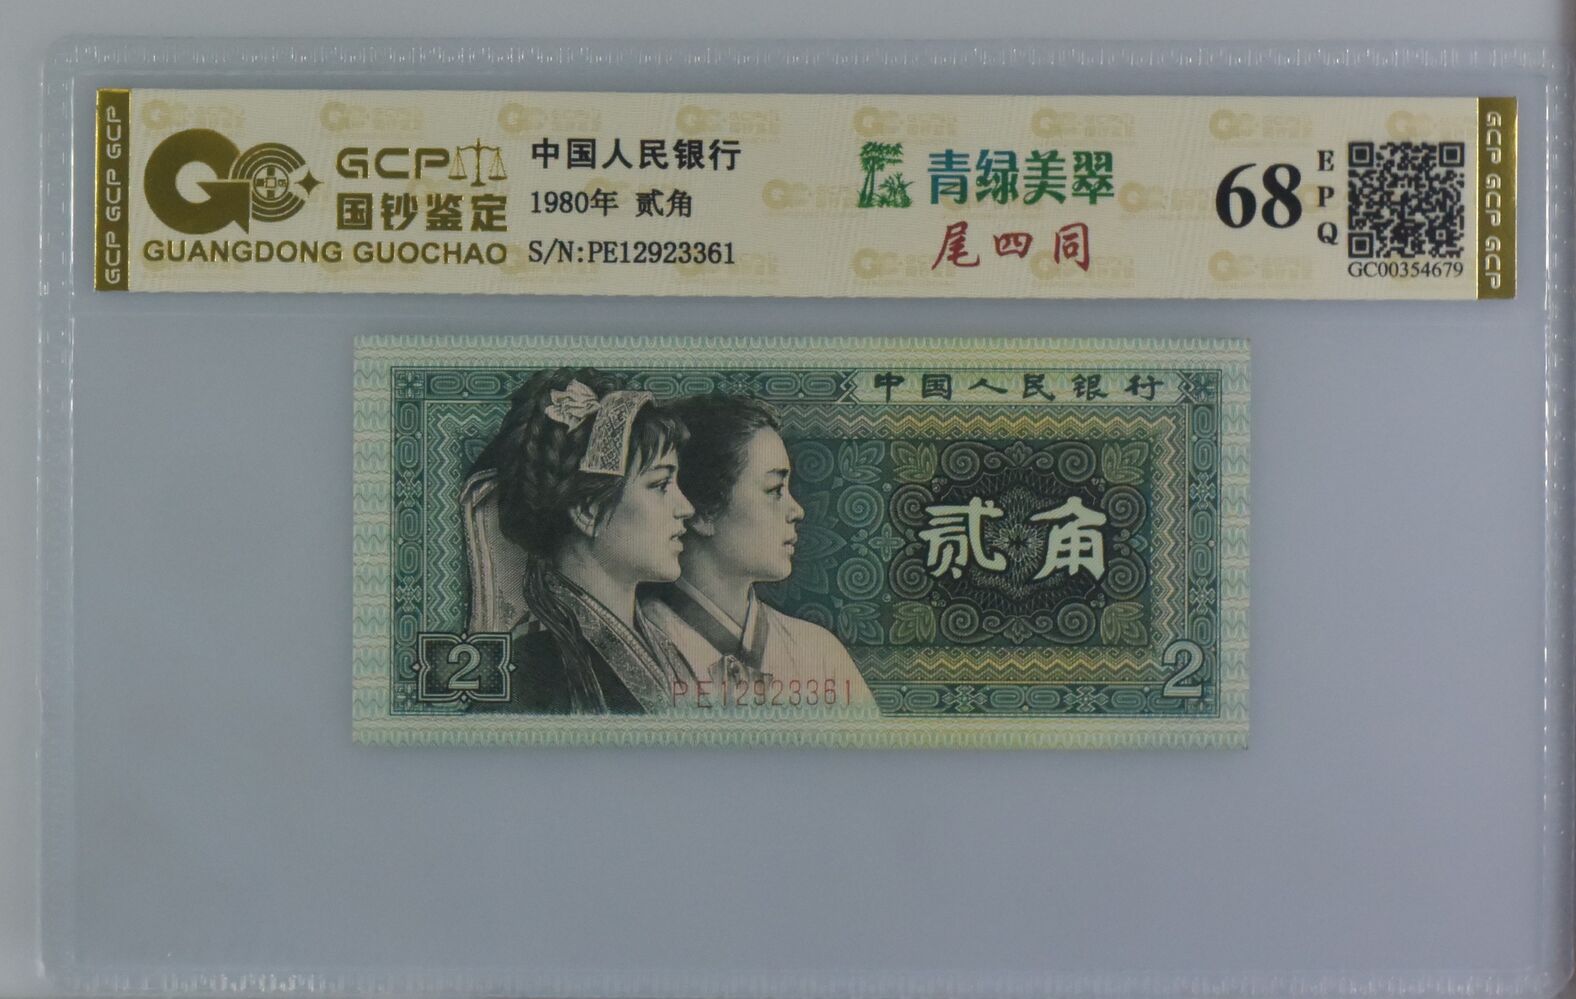 GCP GCP GCP
GCP
国钞鉴定
GUANGDONG GUOCHAO
中国人民银行
1980年 贰角
S/N:PE12923361
青绿美翠
尾四同
68
E
P
Q
GC00354679
GCP GCP GCP
中国人民银行
贰角
2
2
PE12923361